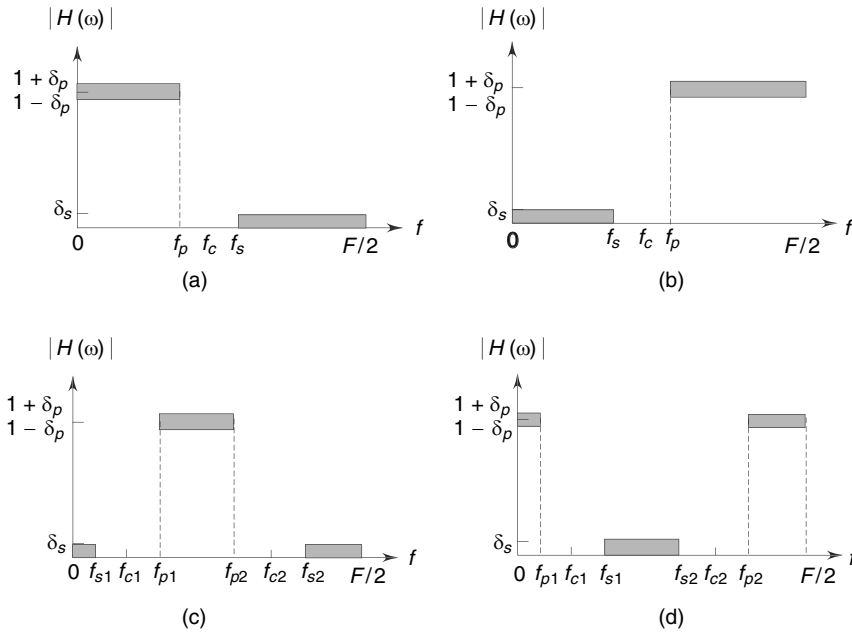 |H(ω)|
1 + δp
1 − δp
δs
0 fp fc fs F/2 f
(a)
|H(ω)|
1 + δp
1 − δp
δs
0 fs fc fp F/2 f
(b)
|H(ω)|
1 + δp
1 − δp
δs
0 fs1 fc1 fp1 fp2 fc2 fs2 F/2 f
(c)
|H(ω)|
1 + δp
1 − δp
δs
0 fp1 fc1 fs1 fs2 fc2 fp2 F/2 f
(d)